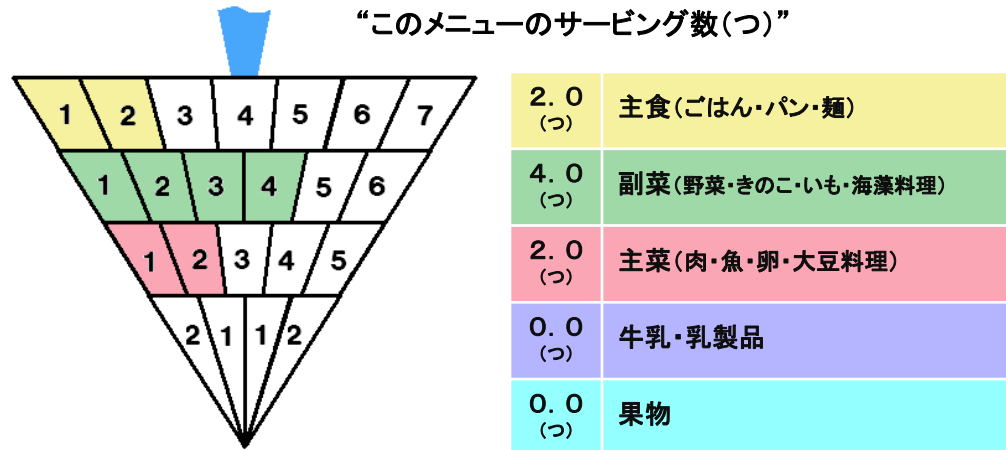 “このメニューのサービング数（つ）”
1 2 3 4 5 6 7
1 2 3 4 5 6
1 2 3 4 5
2 1 1 2
2．0
（つ）
主食（ごはん・パン・麺）
4．0
（つ）
副菜（野菜・きのこ・いも・海藻料理）
2．0
（つ）
主菜（肉・魚・卵・大豆料理）
0．0
（つ）
牛乳・乳製品
0．0
（つ）
果物